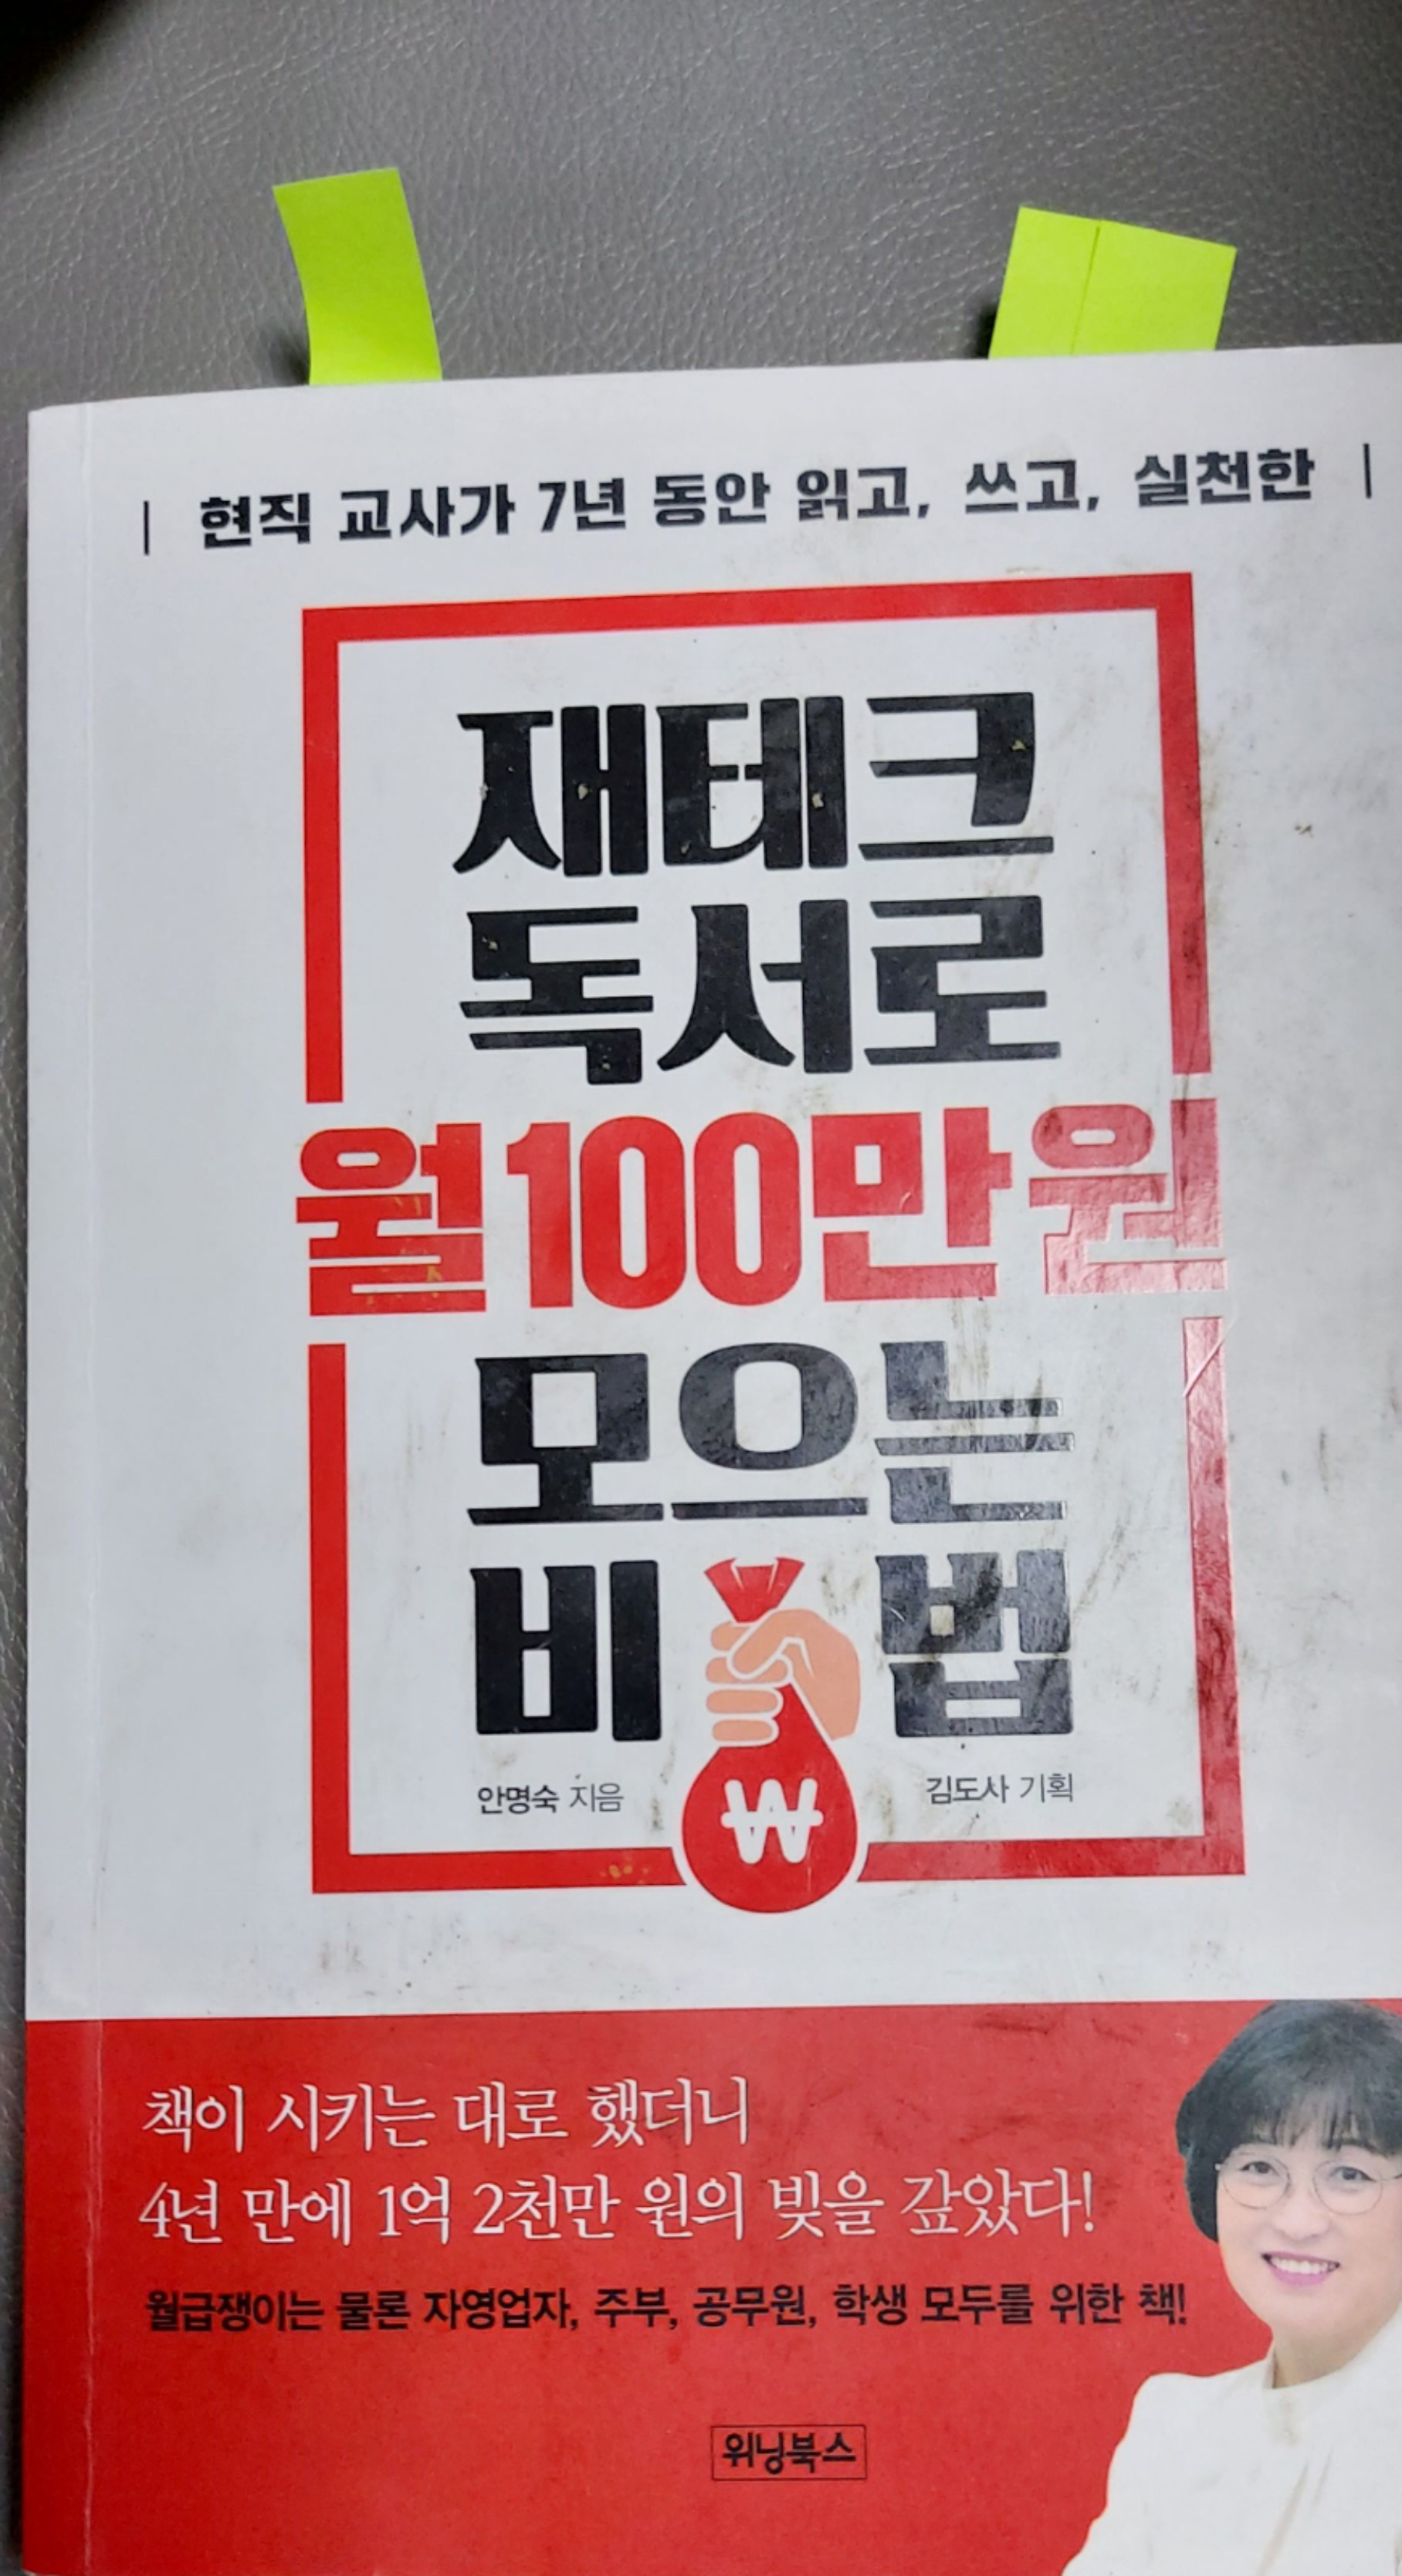 | 현직 교사가 7년 동안 읽고, 쓰고, 실천한 |
재테크
독서로
월100만원
모으는
비법
안명숙 지음
김도사 기획
₩
책이 시키는 대로 했더니
4년 만에 1억 2천만 원의 빚을 갚았다!
월급쟁이는 물론 자영업자, 주부, 공무원, 학생 모두를 위한 책!
위닝북스